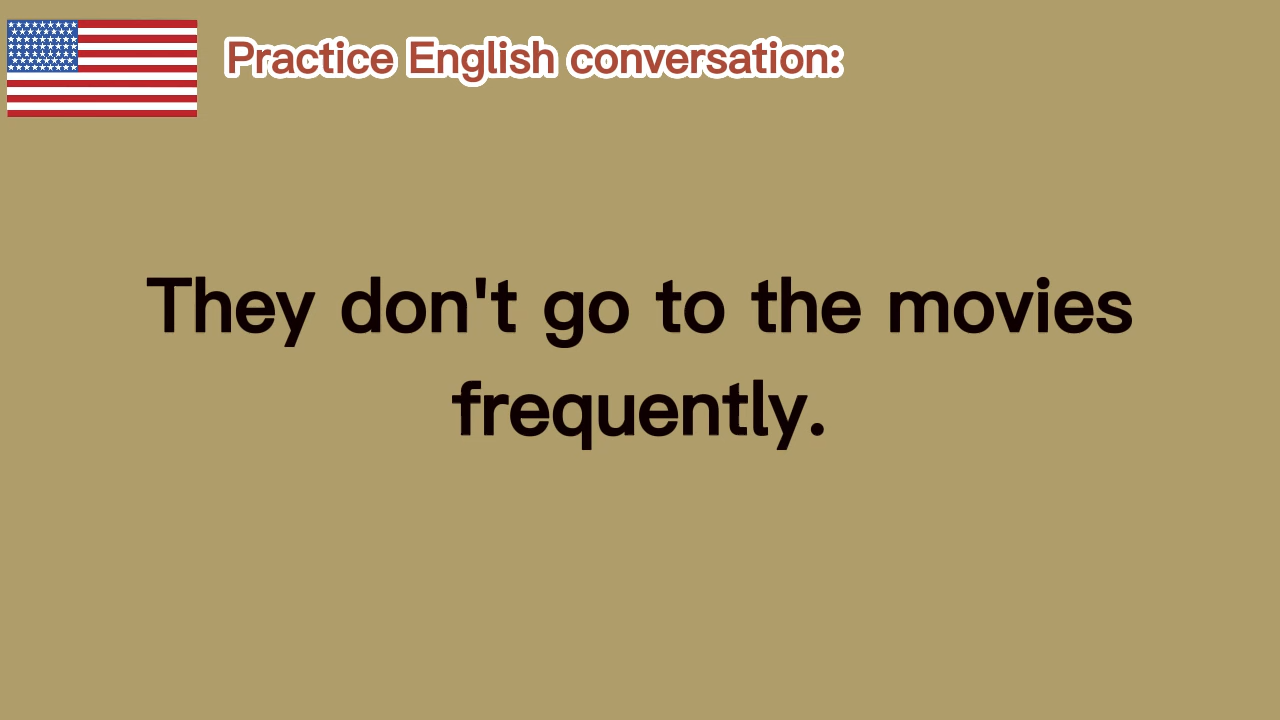 Practice English conversation:
They don't go to the movies
frequently.